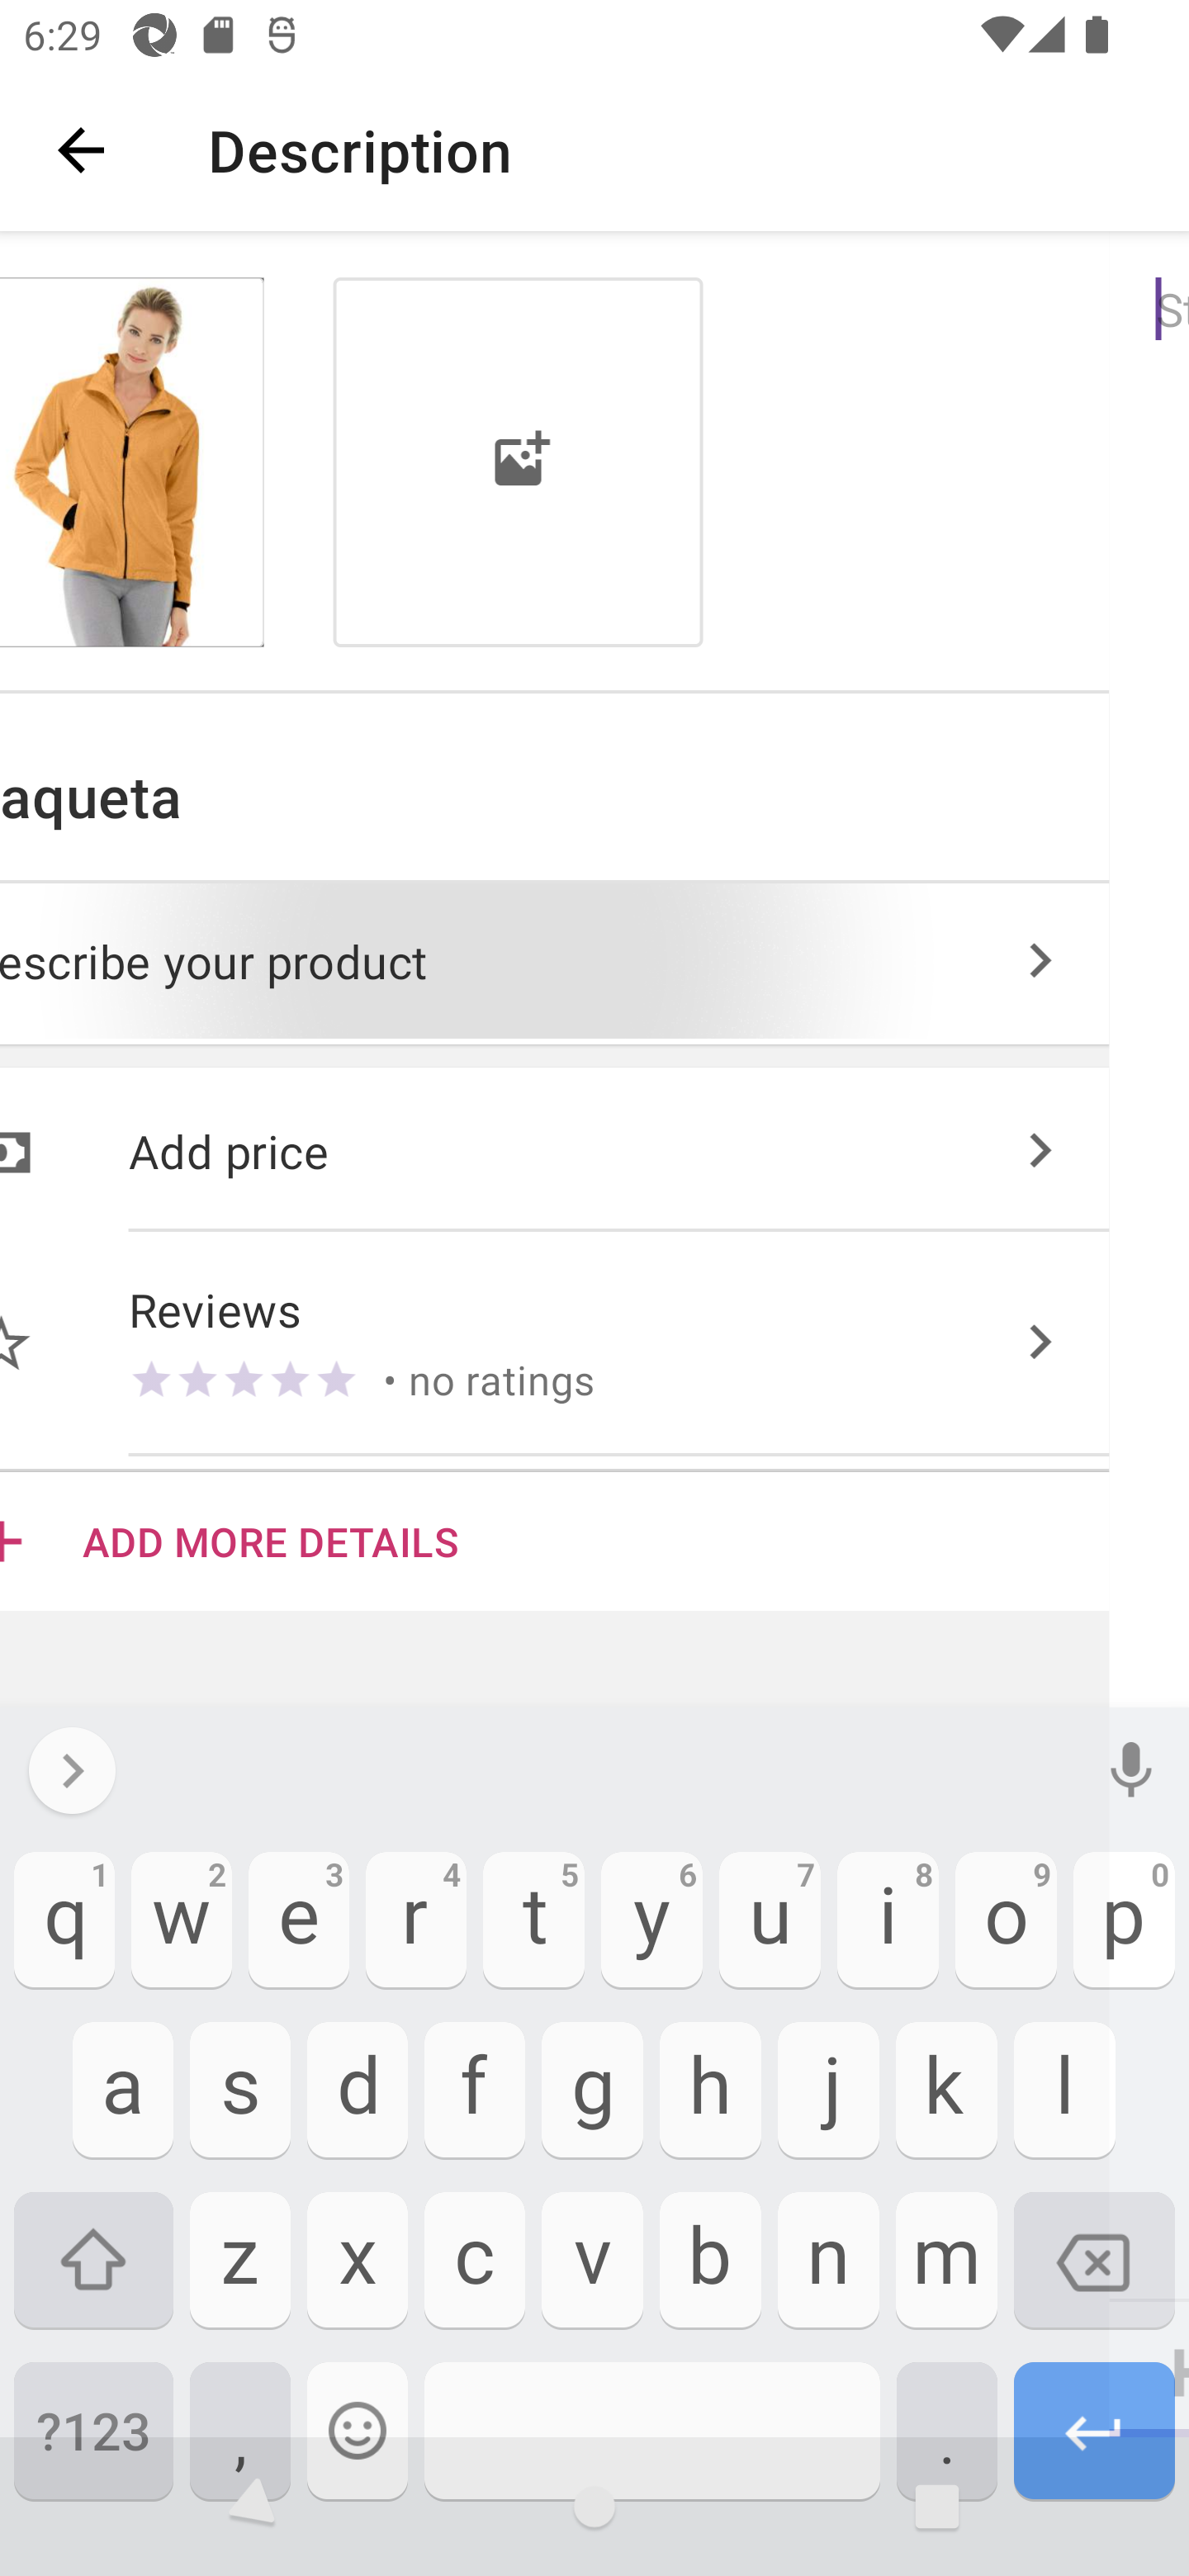 6:29
Description
St
aqueta
escribe your product
Add price
Reviews
• no ratings
ADD MORE DETAILS
1 2 3 4 5 6 7 8 9 0
q w e r t y u i o p
a s d f g h j k l
z x c v b n m
?123 , .